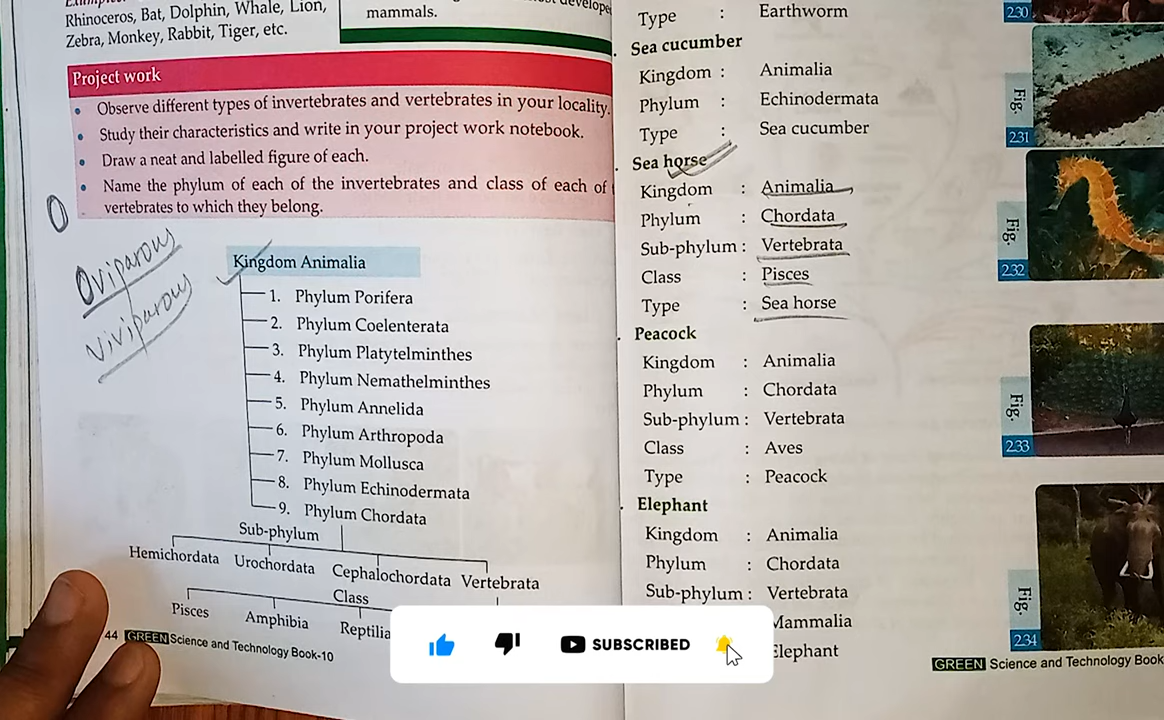 Rhinoceros, Bat, Dolphin, Whale, Lion,
Zebra, Monkey, Rabbit, Tiger, etc.
mammals.
Project work
• Observe different types of invertebrates and vertebrates in your locality.
• Study their characteristics and write in your project work notebook.
• Draw a neat and labelled figure of each.
• Name the phylum of each of the invertebrates and class of each of
vertebrates to which they belong.
Oviparous
Viviparous
Kingdom Animalia
1. Phylum Porifera
2. Phylum Coelenterata
3. Phylum Platytelminthes
4. Phylum Nemathelminthes
5. Phylum Annelida
6. Phylum Arthropoda
7. Phylum Mollusca
8. Phylum Echinodermata
9. Phylum Chordata
Sub-phylum
Hemichordata Urochordata Cephalochordata Vertebrata
Class
Pisces Amphibia Reptilia
44 GREEN Science and Technology Book-10
Type : Earthworm
Sea cucumber
Kingdom : Animalia
Phylum : Echinodermata
Type : Sea cucumber
Sea horse
Kingdom : Animalia
Phylum : Chordata
Sub-phylum : Vertebrata
Class : Pisces
Type : Sea horse
Peacock
Kingdom : Animalia
Phylum : Chordata
Sub-phylum : Vertebrata
Class : Aves
Type : Peacock
Elephant
Kingdom : Animalia
Phylum : Chordata
Sub-phylum : Vertebrata
Mammalia
Elephant
2.30
Fig.
2.31
Fig.
2.32
Fig.
2.33
Fig.
2.34
GREEN Science and Technology
SUBSCRIBED